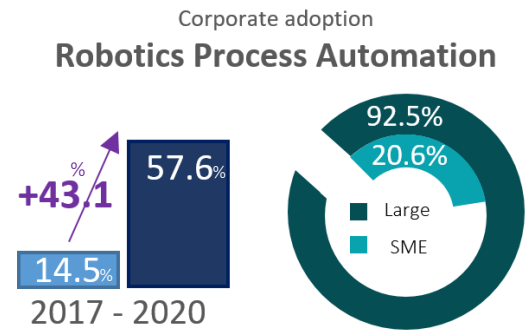 Corporate adoption
Robotics Process Automation
%
+43.1
14.5%
57.6%
2017 - 2020
92.5%
20.6%
Large
SME